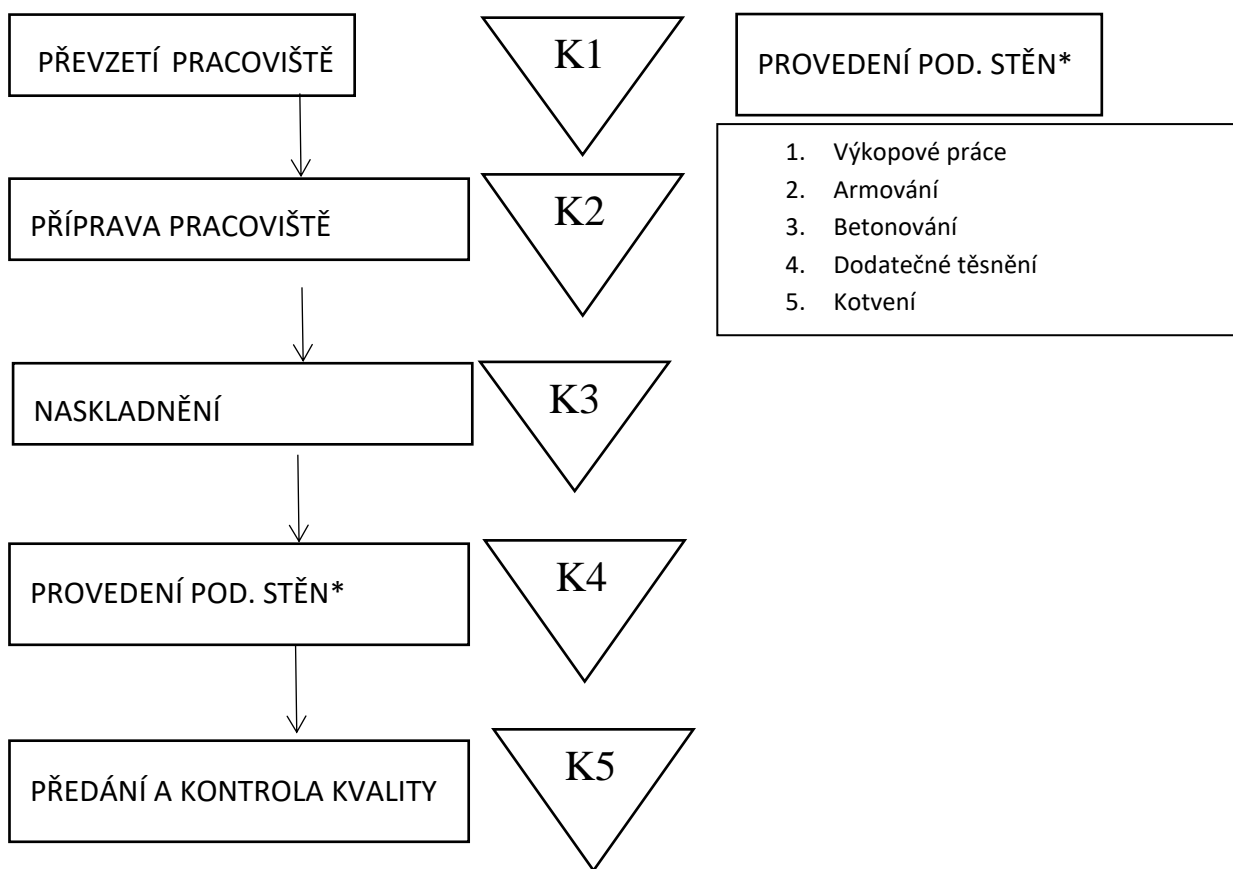 PŘEVZETÍ PRACOVIŠTĚ
K1
PŘÍPRAVA PRACOVIŠTĚ
K2
NASKLADNĚNÍ
K3
PROVEDENÍ POD. STĚN*
K4
PŘEDÁNÍ A KONTROLA KVALITY
K5
PROVEDENÍ POD. STĚN*
1. Výkopové práce
2. Armování
3. Betonování
4. Dodatečné těsnění
5. Kotvení